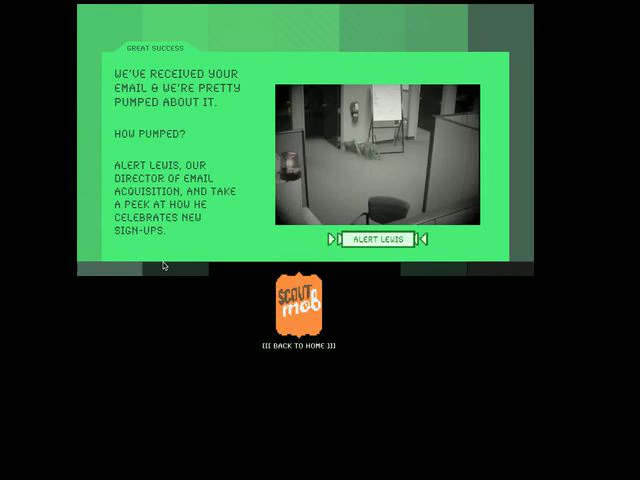 GREAT SUCCESS
WE'VE RECEIVED YOUR
EMAIL & WE'RE PRETTY
PUMPED ABOUT IT.
HOW PUMPED?
ALERT LEWIS, OUR
DIRECTOR OF EMAIL
ACQUISITION, AND TAKE
A PEEK AT HOW HE
CELEBRATES NEW
SIGN-UPS.
ALERT LEWIS
SCOUT
mob
[[[ BACK TO HOME ]]]